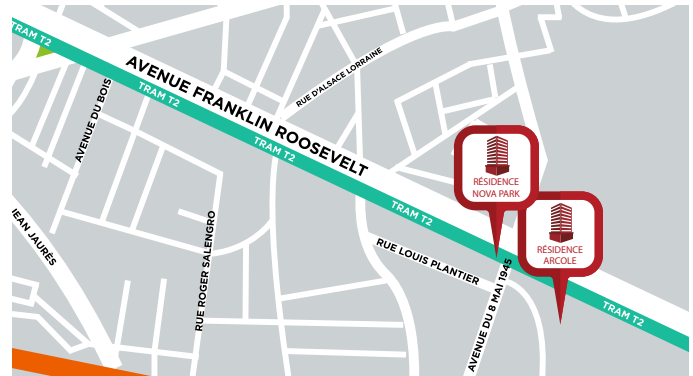 TRAM T2
AVENUE FRANKLIN ROOSEVELT
TRAM T2
RUE D'ALSACE LORRAINE
AVENUE DU BOIS
TRAM T2
RÉSIDENCE
NOVA PARK
TRAM T2
RÉSIDENCE
ARCOLE
JEAN JAURÈS
RUE ROGER SALENGRO
RUE LOUIS PLANTIER
AVENUE DU 8 MAI 1945
TRAM T2